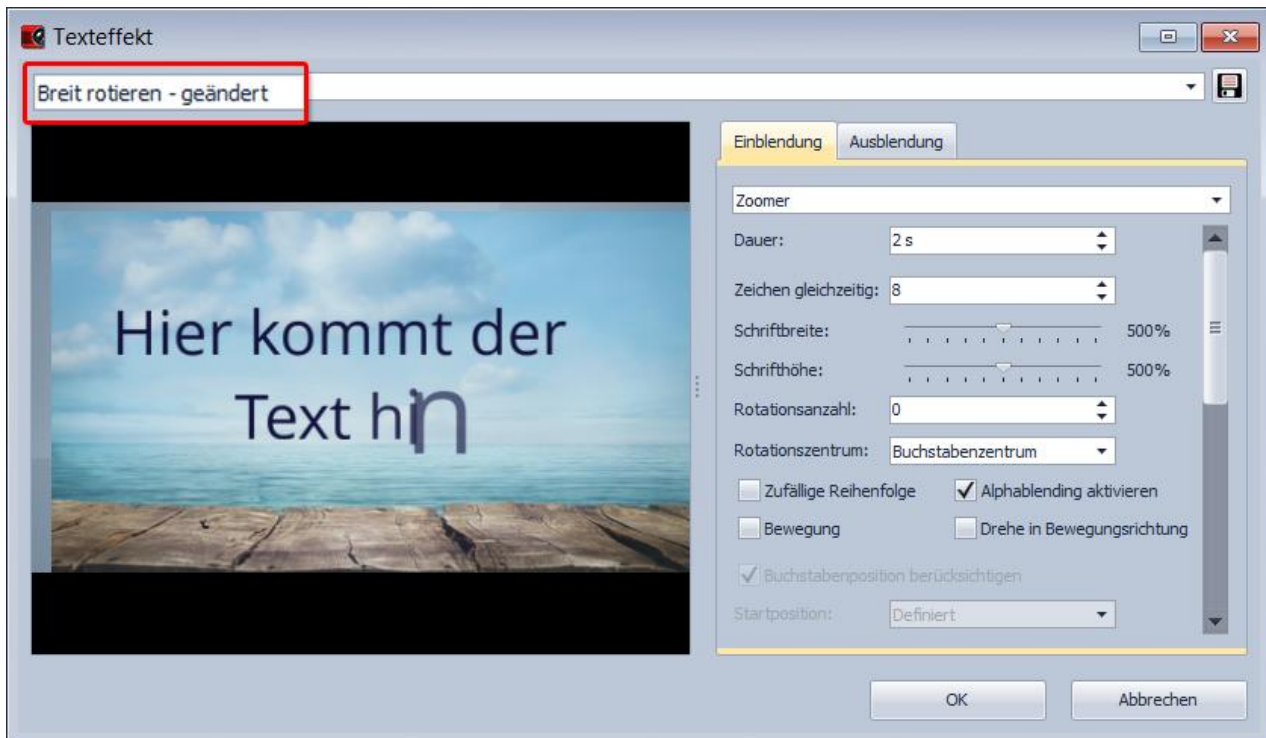 Texteffekt
Breit rotieren - geändert
Hier kommt der
Text hin
Einblendung Ausblendung
Zoomer
Dauer: 2 s
Zeichen gleichzeitig: 8
Schriftbreite: 500%
Schrifthöhe: 500%
Rotationsanzahl: 0
Rotationszentrum: Buchstabenzentrum
Zufällige Reihenfolge Alphablending aktivieren
Bewegung Drehe in Bewegungsrichtung
Buchstabenposition berücksichtigen
Startposition: Definiert
OK Abbrechen